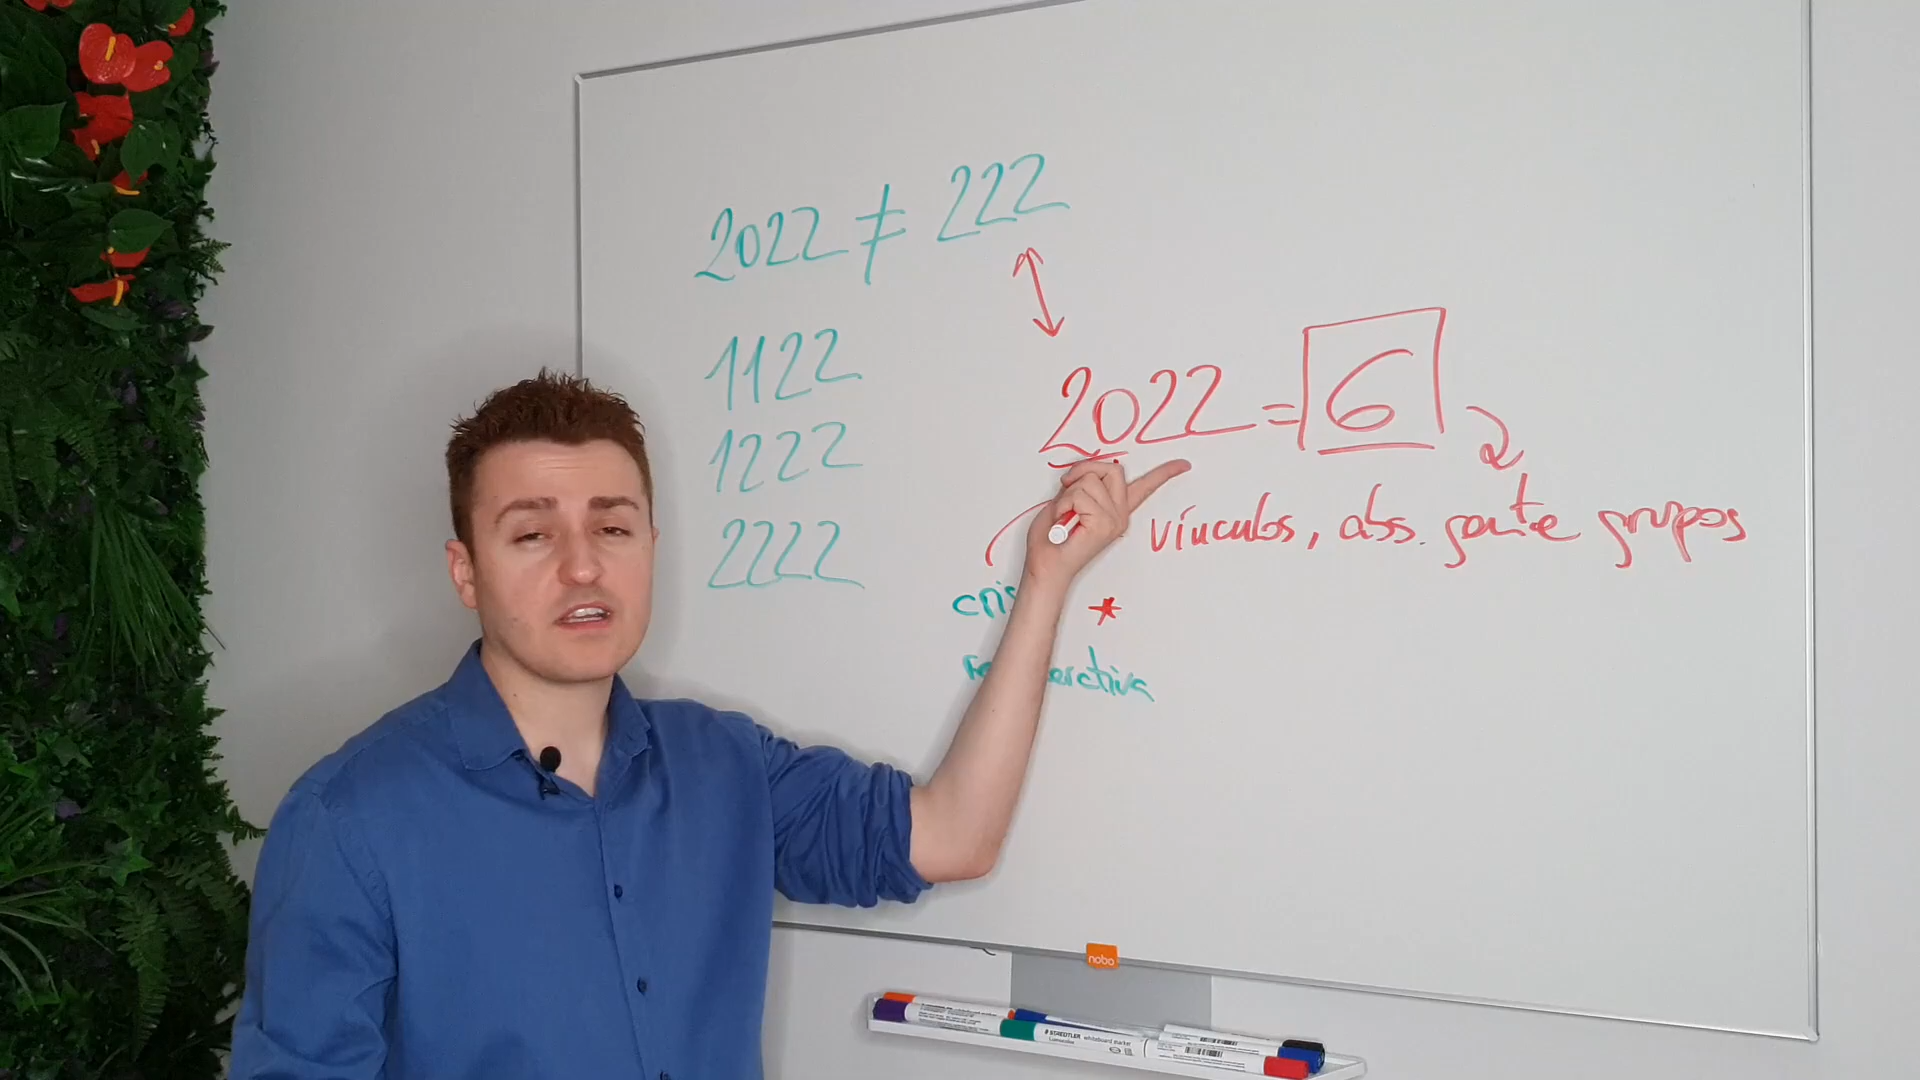 2022 ≠ 222
1122
1222
2222
2022 = 6
vínculos, abs. gente grupos
nobo
STAEDTLER whiteboard marker